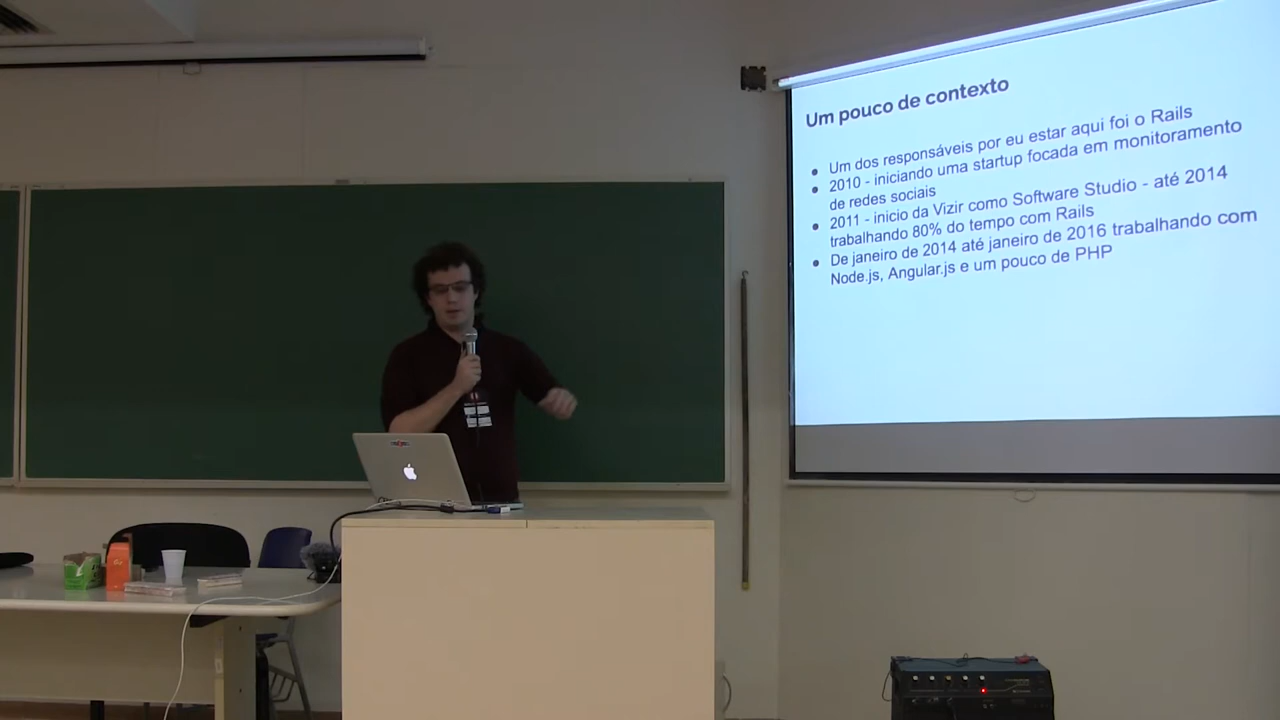 Um pouco de contexto
Um dos responsáveis por eu estar aqui foi o Rails
2010 - iniciando uma startup focada em monitoramento
de redes sociais
2011 - inicio da Vizir como Software Studio - até 2014
trabalhando 80% do tempo com Rails
De janeiro de 2014 até janeiro de 2016 trabalhando com
Node.js, Angular.js e um pouco de PHP